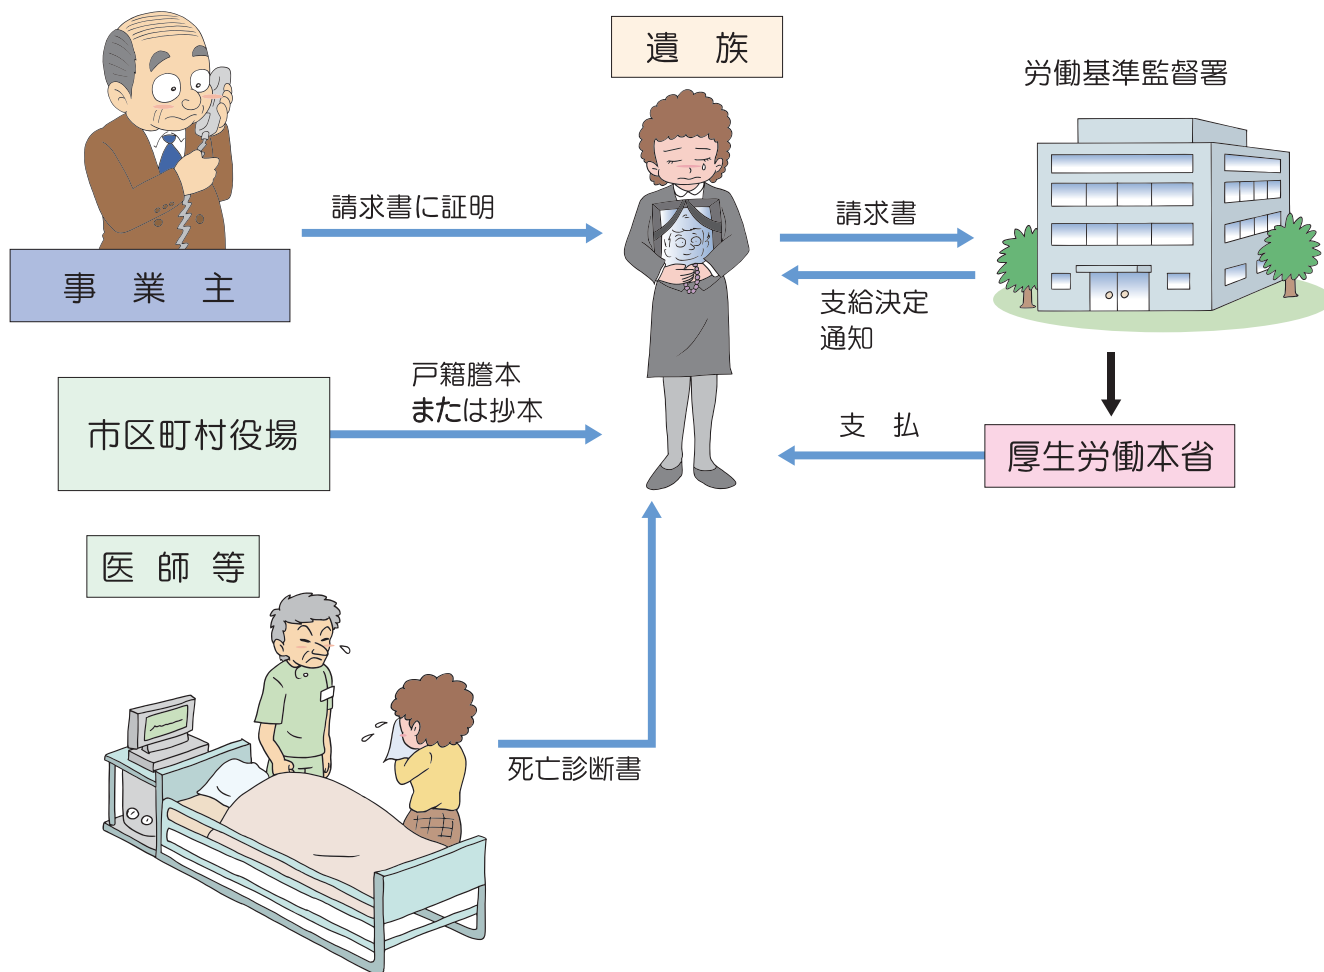 遺族
労働基準監督署
請求書に証明
請求書
事業主
支給決定
通知
戸籍謄本
または抄本
市区町村役場
支払
厚生労働本省
医師等
死亡診断書